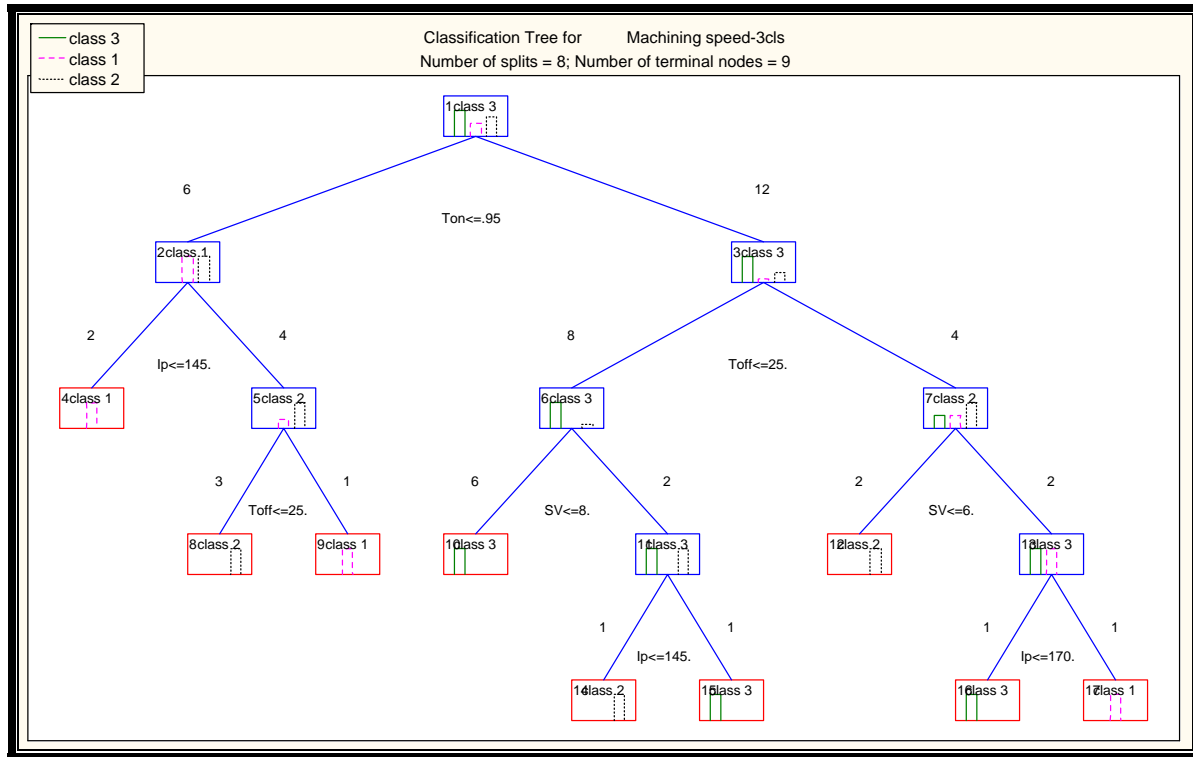 class 3
class 1
class 2
Classification Tree for Machining speed-3cls
Number of splits = 8; Number of terminal nodes = 9
1class 3
6
12
Ton<=.95
2class 1
3class 3
2
4
8
4
Ip<=145.
Toff<=25.
4class 1
5class 2
6class 3
7class 2
3
1
6
2
2
2
Toff<=25.
SV<=8.
SV<=6.
8class 2
9class 1
10class 3
11class 3
12class 2
13class 3
1
1
1
1
Ip<=145.
Ip<=170.
14class 2
15class 3
16class 3
17class 1